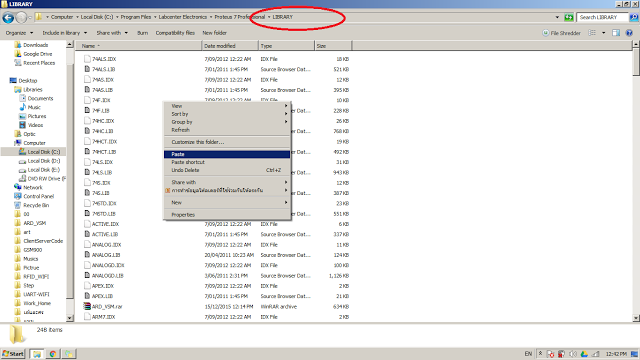 LIBRARY
Computer Local Disk (C:) Program Files Labcenter Electronics Proteus 7 Professional LIBRARY
Search LIBRARY
Organize Include in library Share with Burn Compatibility files New folder File Shredder
Name Date modified Type Size
Downloads
Google Drive
Recent Places
Desktop
Libraries
Documents
Music
Pictures
Videos
Optic
Computer
Local Disk (C:)
Local Disk (D:)
DVD RW Drive
Network
Control Panel
Recycle Bin
ARD_VSM
art
ClientServerCode
GSM900
Music
Pictrue
RFID_WIFI
Step
UART-WIFI
Work_Home
74ALS.IDX 7/09/2012 12:22 AM IDX File 18 KB
74ALS.LIB 7/01/2011 1:45 PM Source Browser Dat... 521 KB
74AS.IDX 7/09/2012 12:22 AM IDX File 12 KB
74AS.LIB 7/01/2011 1:45 PM Source Browser Dat... 395 KB
74F.IDX 7/09/2012 12:22 AM IDX File 10 KB
74F.LIB Source Browser Dat... 228 KB
74HC.IDX IDX File 24 KB
74HC.LIB Source Browser Dat... 667 KB
74HCT.IDX IDX File 16 KB
74HCT.LIB Source Browser Dat... 492 KB
74LS.IDX IDX File 31 KB
74LS.LIB Source Browser Dat... 932 KB
74S.IDX IDX File 12 KB
74S.LIB Source Browser Dat... 387 KB
74STD.IDX IDX File 24 KB
74STD.LIB Source Browser Dat... 660 KB
ACTIVE.IDX 7/09/2012 12:22 AM IDX File 6 KB
ACTIVE.LIB 7/01/2011 1:45 PM Source Browser Dat... 337 KB
ANALOG.IDX 7/09/2012 12:22 AM IDX File 10 KB
ANALOG.LIB 20/04/2011 10:23 AM Source Browser Dat... 250 KB
ANALOGD.IDX 7/09/2012 12:22 AM IDX File 34 KB
ANALOGD.LIB 3/06/2011 2:31 PM Source Browser Dat... 1,126 KB
APEX.IDX 7/09/2012 12:22 AM IDX File 2 KB
APEX.LIB 7/01/2011 1:45 PM Source Browser Dat... 89 KB
ARD_VSM.rar 15/12/2015 12:14 PM WinRAR archive 634 KB
ARM7.IDX 7/09/2012 12:22 AM IDX File 2 KB
View
Sort by
Group by
Refresh
Customize this folder...
Paste
Paste shortcut
Undo Delete Ctrl+Z
Share with
New
Properties
248 items
Start
EN 12:42 PM